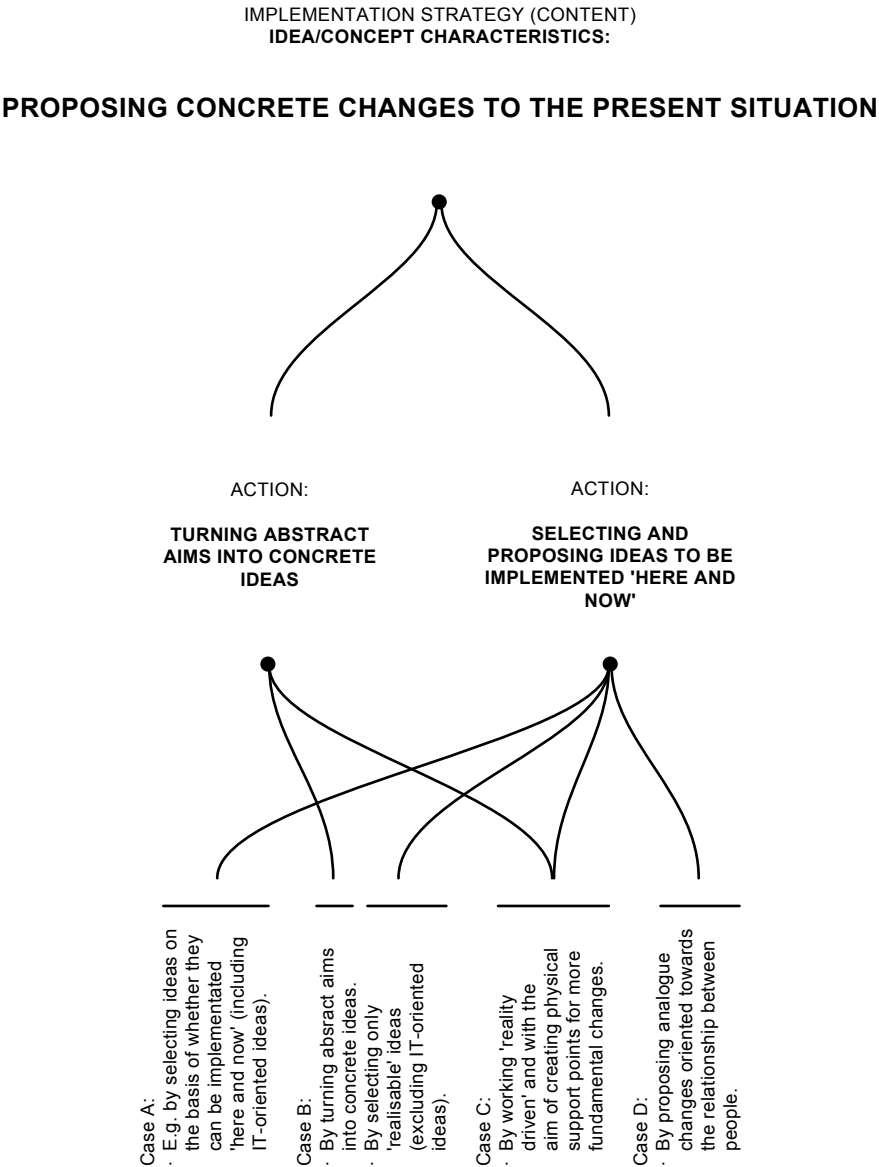 IMPLEMENTATION STRATEGY (CONTENT)
IDEA/CONCEPT CHARACTERISTICS:
PROPOSING CONCRETE CHANGES TO THE PRESENT SITUATION
ACTION:
TURNING ABSTRACT
AIMS INTO CONCRETE
IDEAS
ACTION:
SELECTING AND
PROPOSING IDEAS TO BE
IMPLEMENTED 'HERE AND
NOW'
Case A:
· E.g. by selecting ideas on
the basis of whether they
can be implementated
'here and now' (including
IT-oriented ideas).
Case B:
· By turning absract aims
into concrete ideas.
· By selecting only
'realisable' ideas
(excluding IT-oriented
ideas).
Case C:
· By working 'reality
driven' and with the
aim of creating physical
support points for more
fundamental changes.
Case D:
· By proposing analogue
changes oriented towards
the relationship between
people.